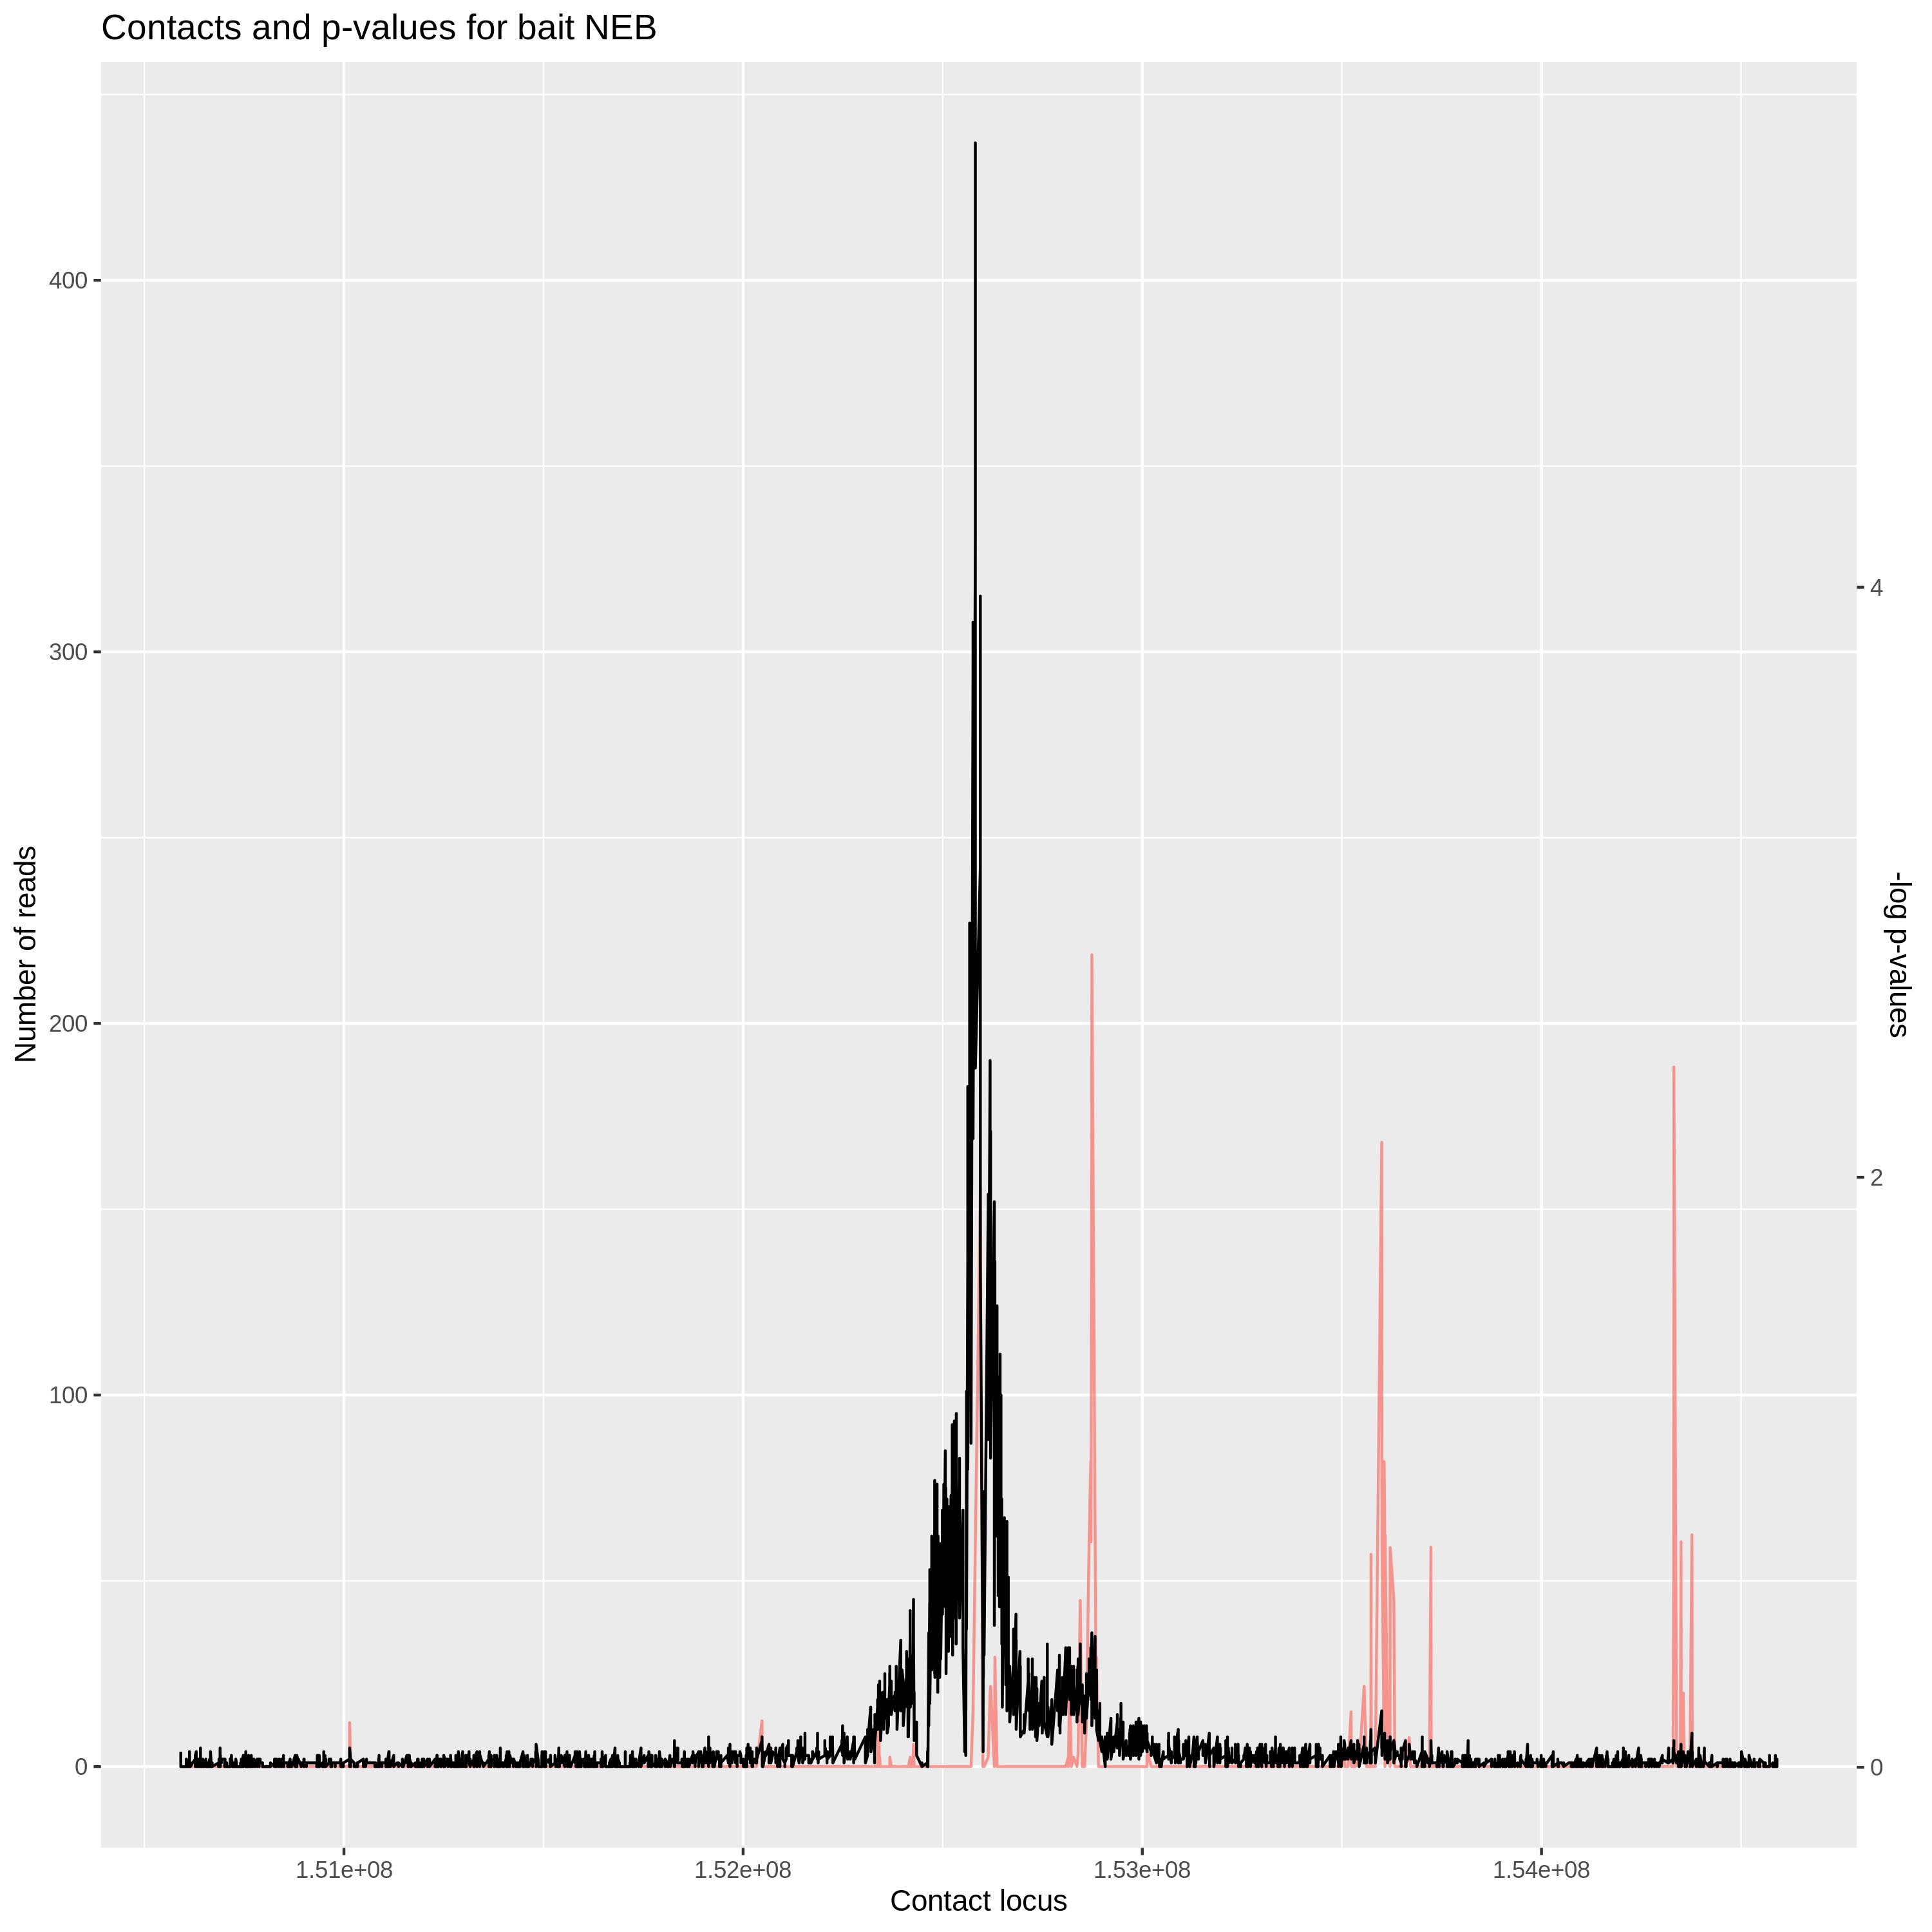 Contacts and p-values for bait NEB
400
300
200
100
0
Number of reads
4
2
0
-log p-values
1.51e+08
1.52e+08
1.53e+08
1.54e+08
Contact locus